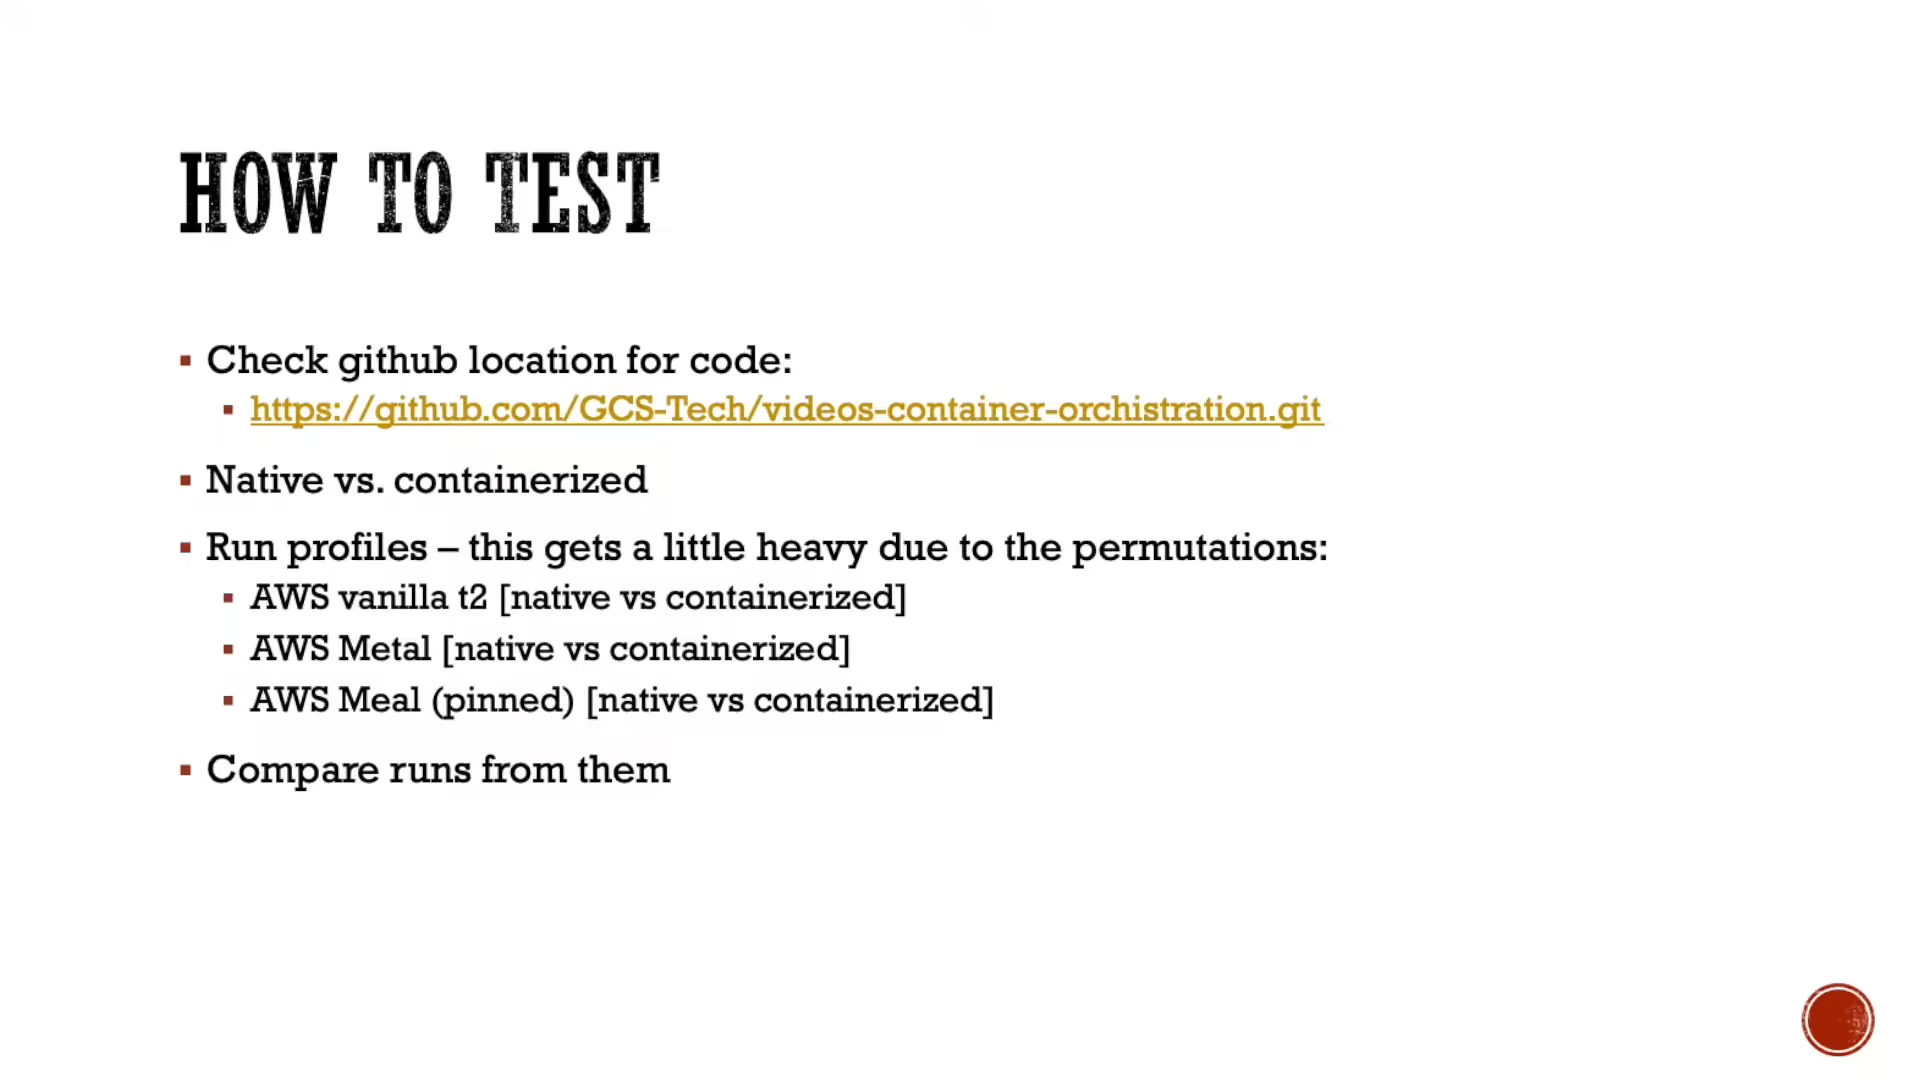 HOW TO TEST
Check github location for code:
https://github.com/GCS-Tech/videos-container-orchistration.git
Native vs. containerized
Run profiles – this gets a little heavy due to the permutations:
AWS vanilla t2 [native vs containerized]
AWS Metal [native vs containerized]
AWS Meal (pinned) [native vs containerized]
Compare runs from them